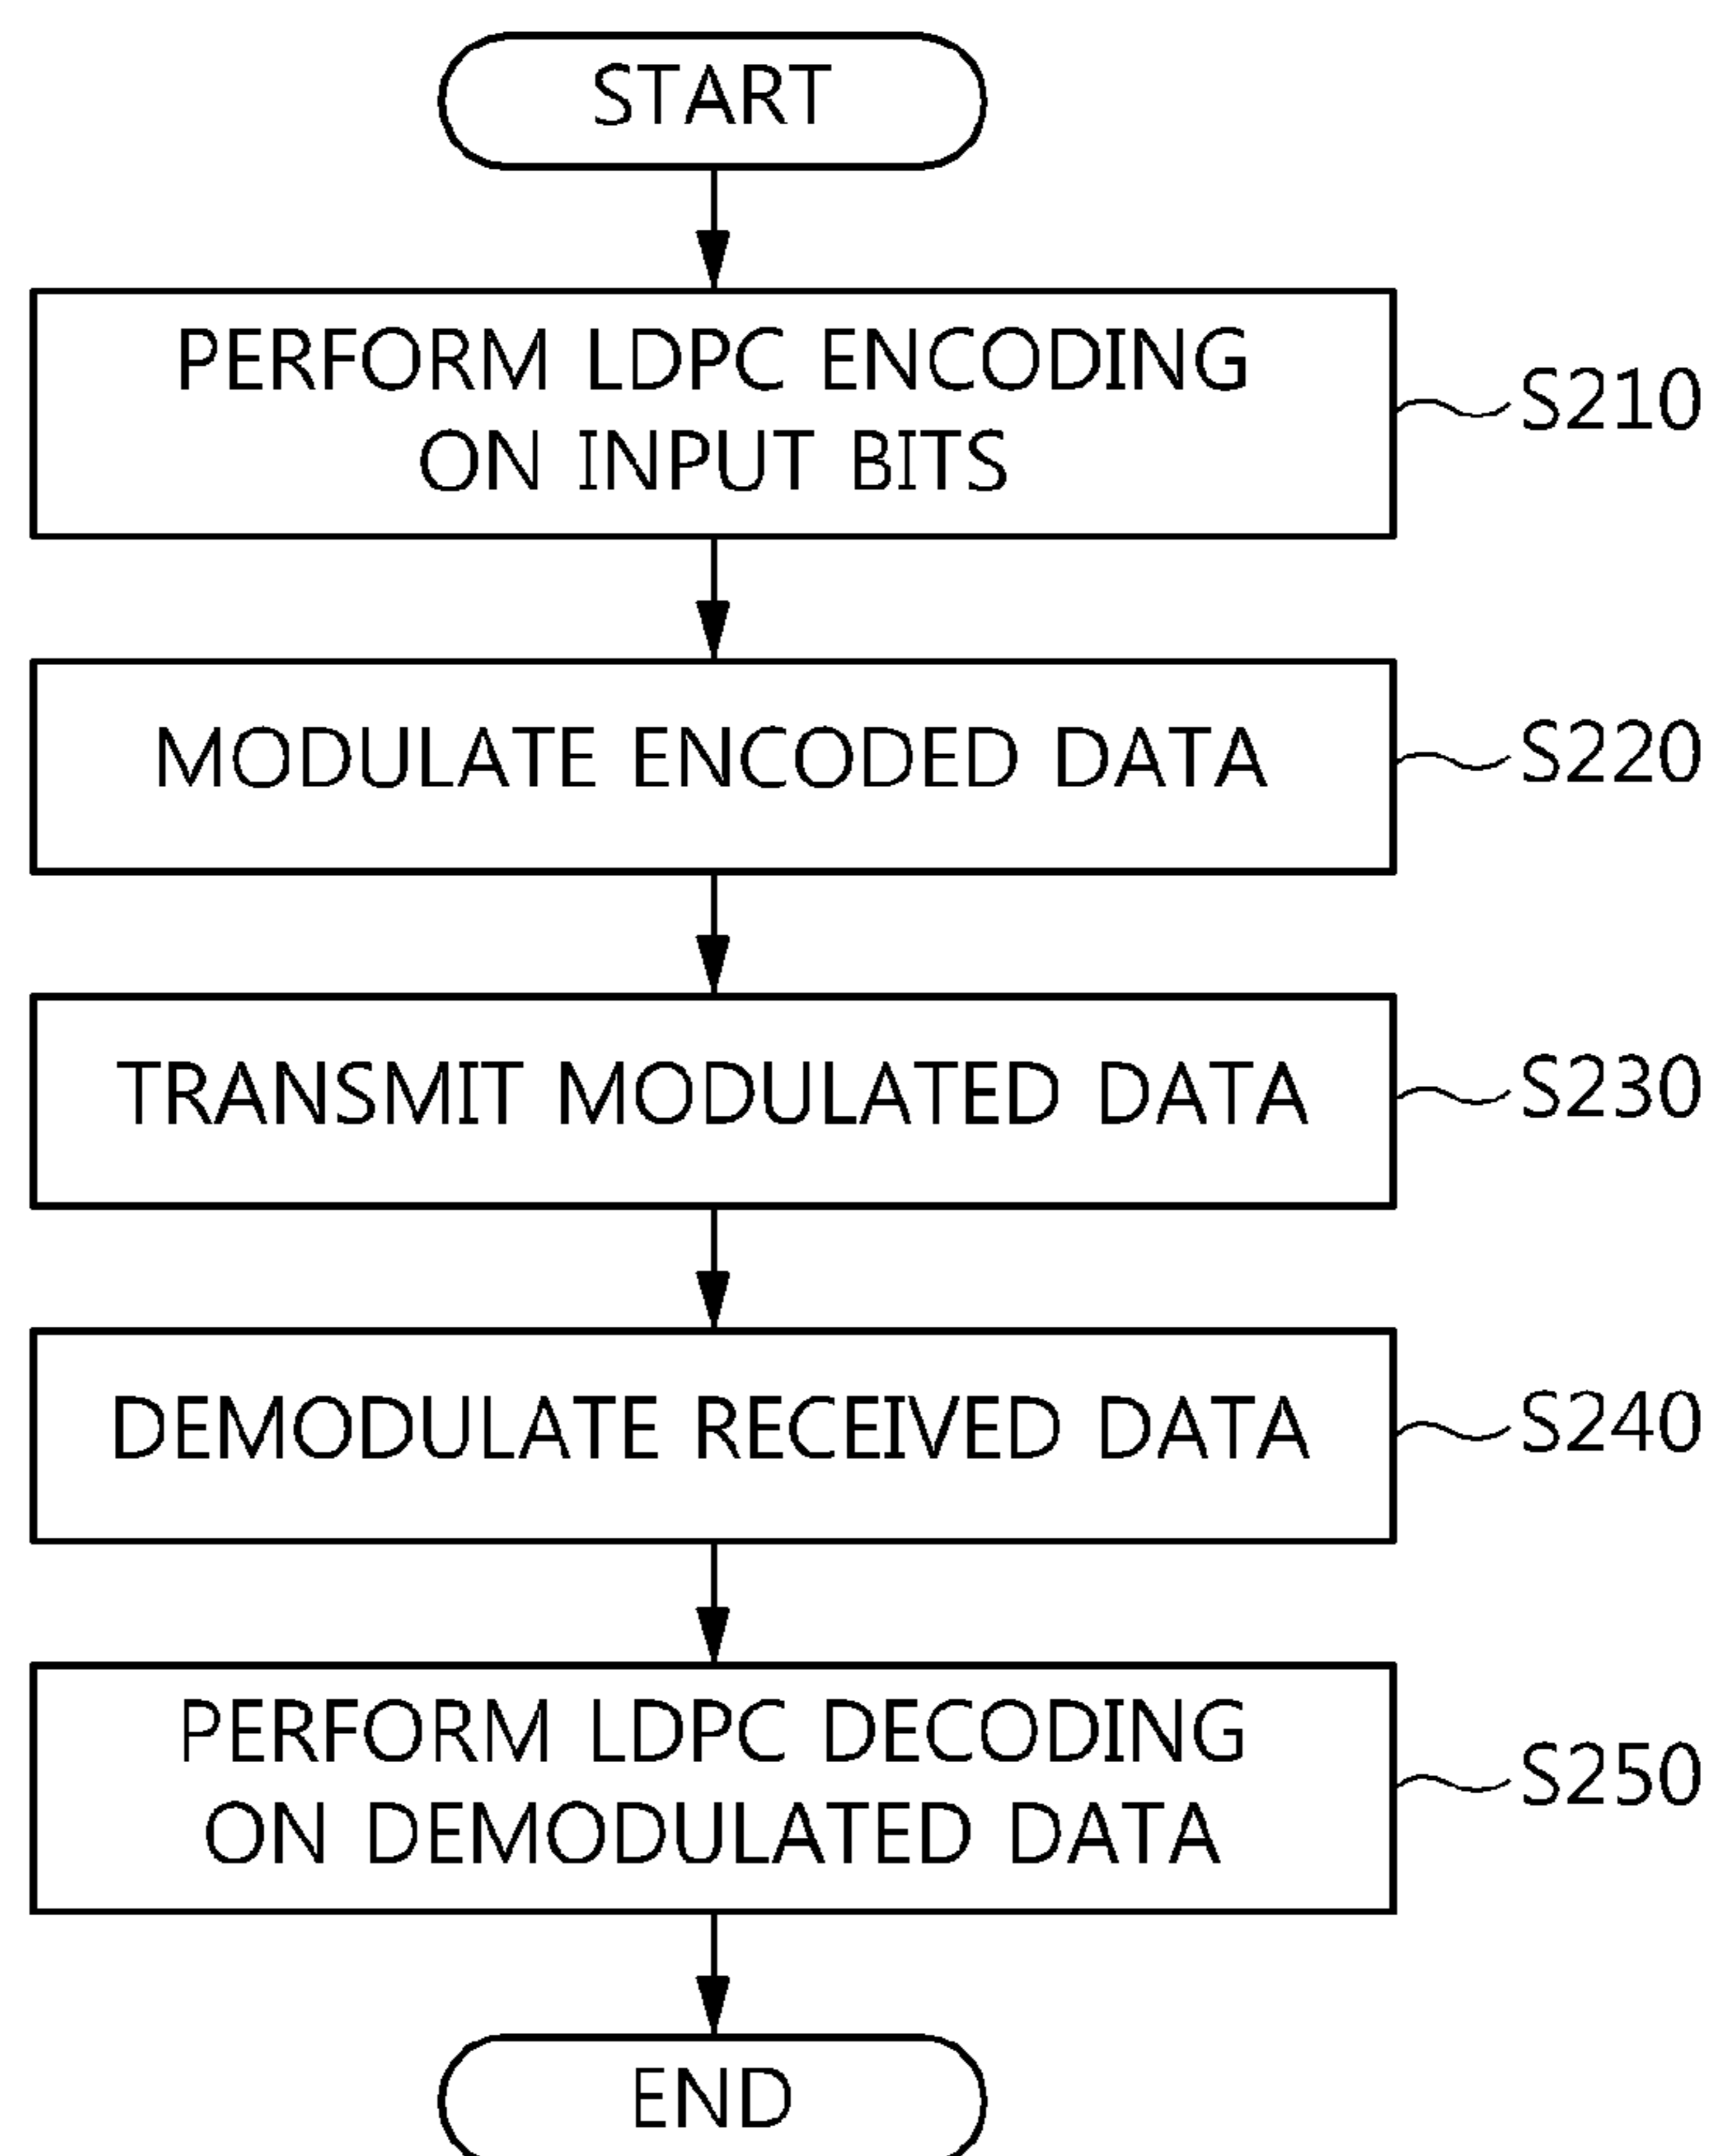 START
PERFORM LDPC ENCODING
ON INPUT BITS
S210
MODULATE ENCODED DATA
S220
TRANSMIT MODULATED DATA
S230
DEMODULATE RECEIVED DATA
S240
PERFORM LDPC DECODING
ON DEMODULATED DATA
S250
END